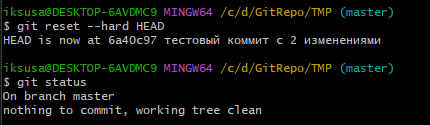 iksusa@DESKTOP-6AVDMC9 MINGW64 /c/d/GitRepo/TMP (master)
$ git reset --hard HEAD
HEAD is now at 6a40c97 тестовый коммит с 2 изменениями
iksusa@DESKTOP-6AVDMC9 MINGW64 /c/d/GitRepo/TMP (master)
$ git status
On branch master
nothing to commit, working tree clean